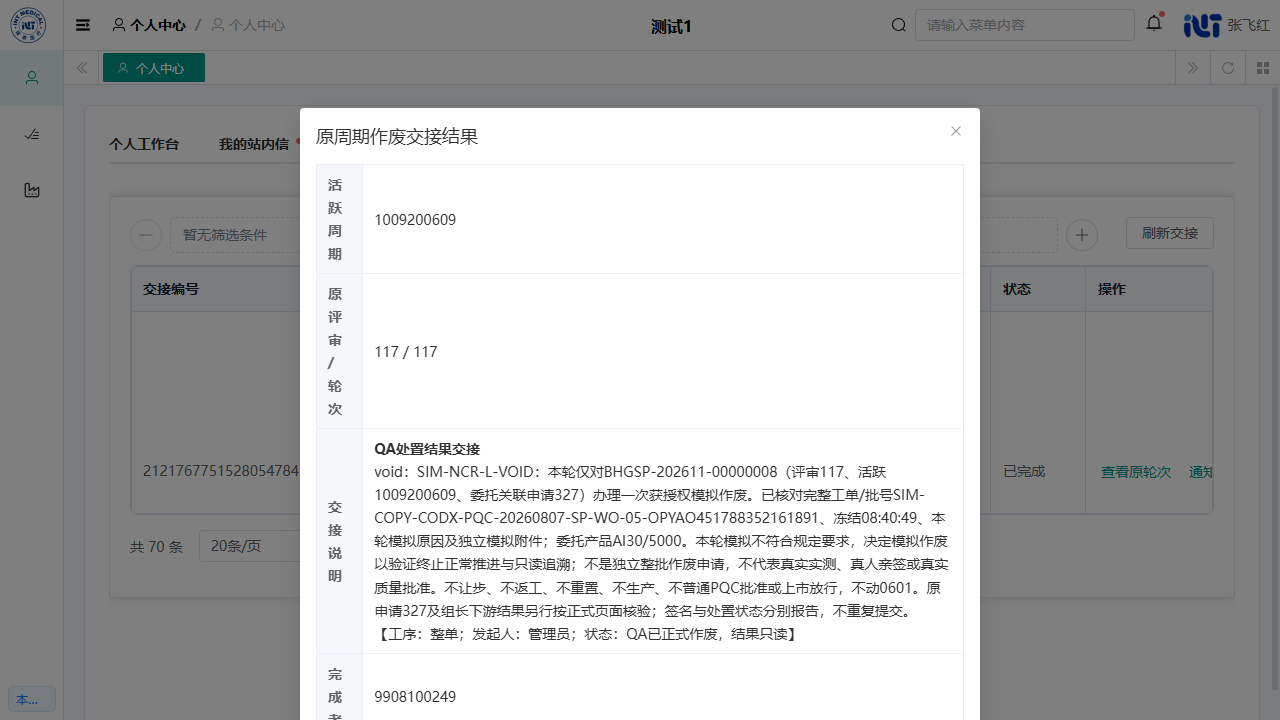 个人中心 / 个人中心
测试1
请输入菜单内容
张飞红
个人中心
个人工作台
我的站内信
暂无筛选条件
刷新交接
交接编号
状态
操作
2121767751528054784
已完成
查看原轮次
通知
共 70 条
20条/页
本...
原周期作废交接结果
活跃周期
1009200609
原评审/轮次
117 / 117
交接说明
QA处置结果交接
void：SIM-NCR-L-VOID：本轮仅对BHGSP-202611-00000008（评审117、活跃
1009200609、委托关联申请327）办理一次获授权模拟作废。已核对完整工单/批号SIM-
COPY-CODX-PQC-20260807-SP-WO-05-OPYAO451788352161891、冻结08:40:49、本
轮模拟原因及独立模拟附件；委托产品AI30/5000。本轮模拟不符合规定要求，决定模拟作废
以验证终止正常推进与只读追溯；不是独立整批作废申请，不代表真实实测、真人亲签或真实
质量批准。不让步、不返工、不重置、不生产、不普通PQC批准或上市放行，不动0601。原
申请327及组长下游结果另行按正式页面核验；签名与处置状态分别报告，不重复提交。
【工序：整单；发起人：管理员；状态：QA已正式作废，结果只读】
完成者
9908100249